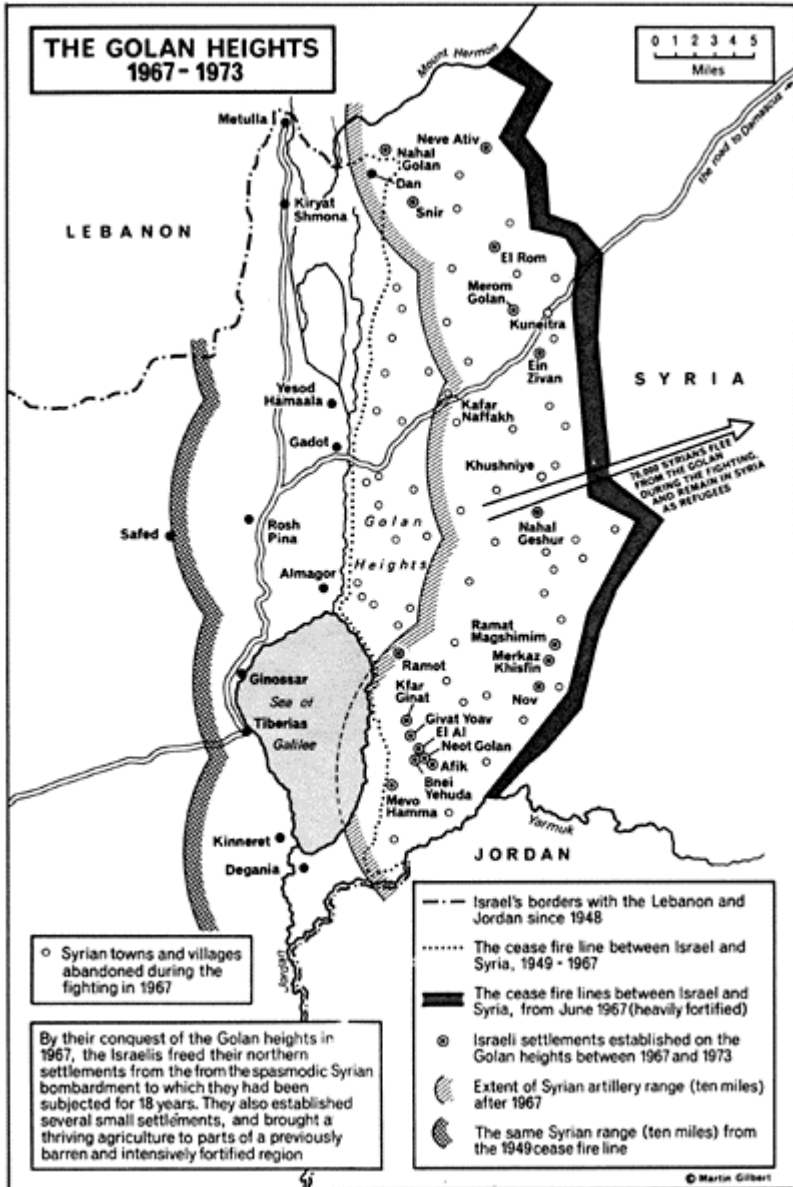 THE GOLAN HEIGHTS
1967-1973
0 1 2 3 4 5
Miles
Mount Hermon
the road to Damascus
Metulla
Neve Ativ
Nahal
Golan
Dan
Kiryat
Shmona
Snir
LEBANON
El Rom
Merom
Golan
Kuneitra
Ein
Zivan
SYRIA
Yesod
Hamaala
Kafar
Naffakh
Gadot
Khushniye
70,000 SYRIANS FLEE
FROM THE GOLAN
DURING THE FIGHTING,
AND REMAIN IN SYRIA
AS REFUGEES
Nahal
Geshur
Safed
Rosh
Pina
Golan
Heights
Almagor
Ramat
Magshimim
Merkaz
Khisfin
Ramot
Nov
Ginossar
Kfar
Ginat
Sea of
Galilee
Tiberias
Givat Yoav
El Al
Neot Golan
Afik
Bnei
Yehuda
Mevo
Hamma
Kinneret
Degania
Yarmuk
JORDAN
Jordan
Syrian towns and villages
abandoned during the
fighting in 1967
By their conquest of the Golan heights in
1967, the Israelis freed their northern
settlements from the from the spasmodic Syrian
bombardment to which they had been
subjected for 18 years. They also established
several small settlements, and brought a
thriving agriculture to parts of a previously
barren and intensively fortified region
Israel's borders with the Lebanon and
Jordan since 1948
The cease fire line between Israel and
Syria, 1949 - 1967
The cease fire lines between Israel and
Syria, from June 1967 (heavily fortified)
Israeli settlements established on the
Golan heights between 1967 and 1973
Extent of Syrian artillery range (ten miles)
after 1967
The same Syrian range (ten miles) from
the 1949 cease fire line
© Martin Gilbert